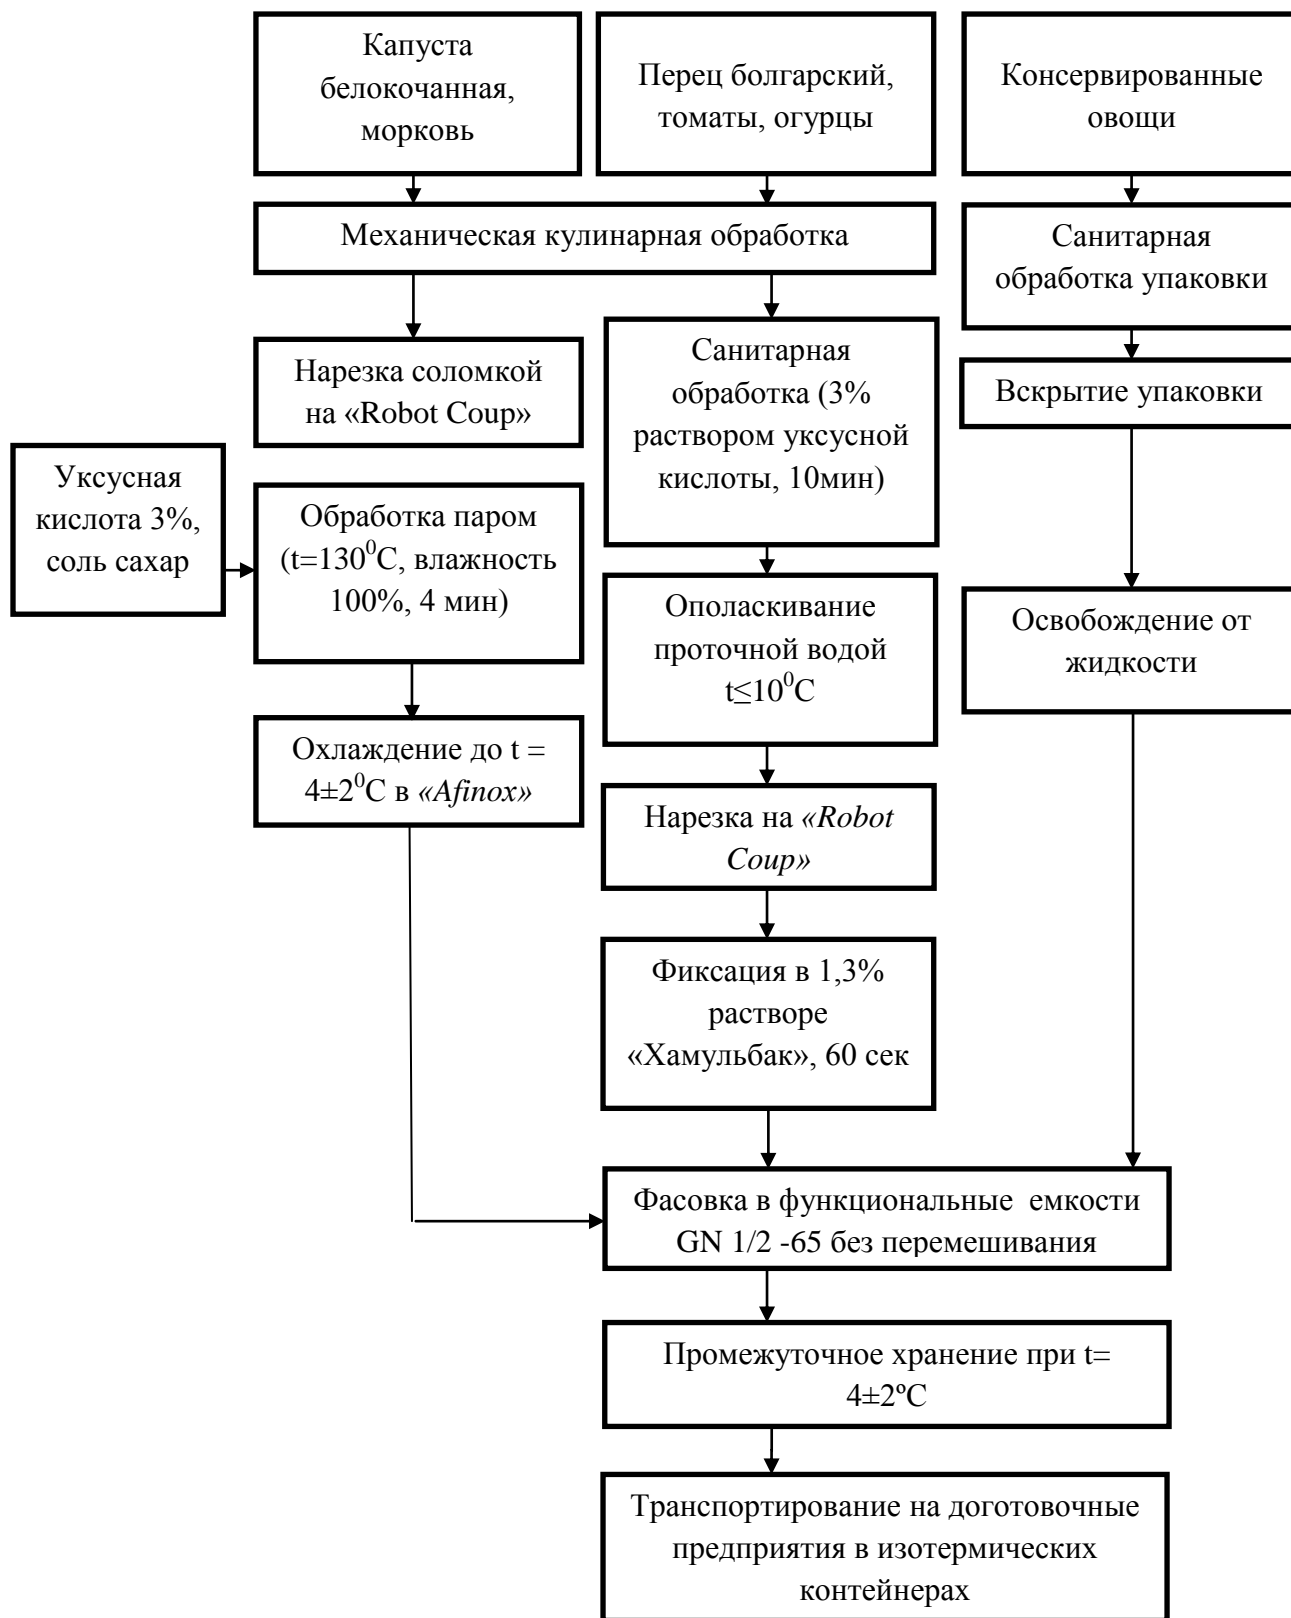 Капуста
белокочанная,
морковь
Перец болгарский,
томаты, огурцы
Консервированные
овощи
Механическая кулинарная обработка
Санитарная
обработка упаковки
Нарезка соломкой
на «Robot Coup»
Санитарная
обработка (3%
раствором уксусной
кислоты, 10мин)
Вскрытие упаковки
Уксусная
кислота 3%,
соль сахар
Обработка паром
(t=130⁰C, влажность
100%, 4 мин)
Ополаскивание
проточной водой
t≤10⁰C
Освобождение от
жидкости
Охлаждение до t =
4±2⁰C в «Afinox»
Нарезка на «Robot
Coup»
Фиксация в 1,3%
растворе
«Хамульбак», 60 сек
Фасовка в функциональные емкости
GN 1/2 -65 без перемешивания
Промежуточное хранение при t=
4±2ºC
Транспортирование на доготовочные
предприятия в изотермических
контейнерах